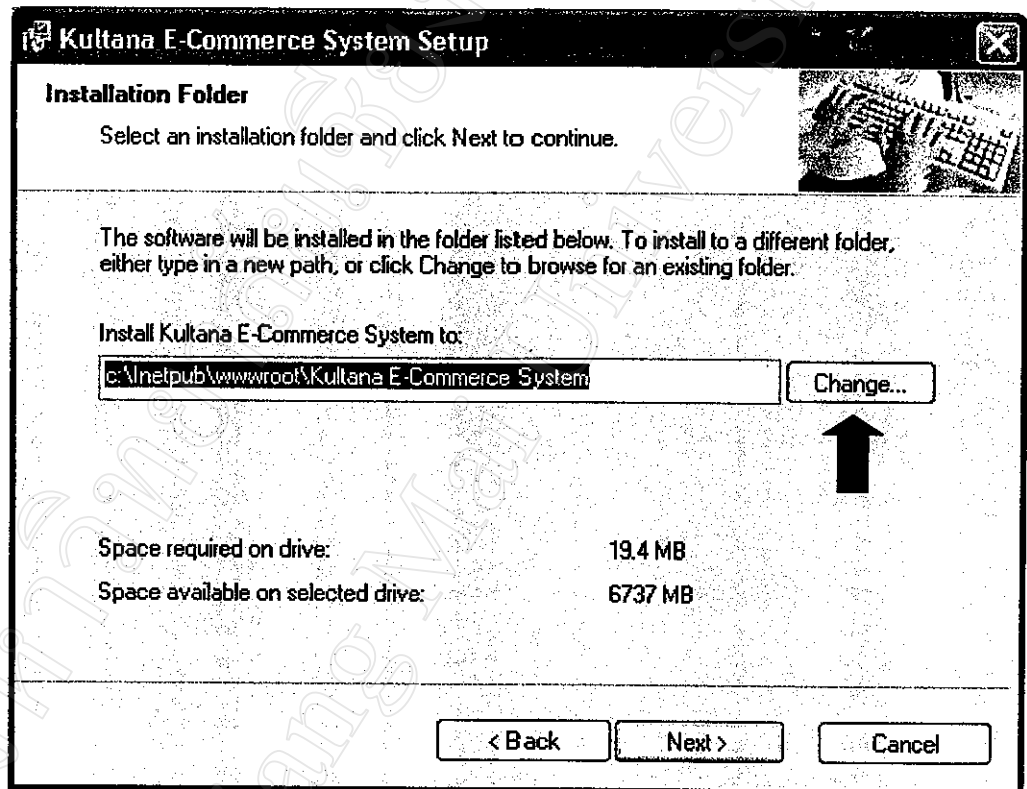 Kultana E-Commerce System Setup
Installation Folder
Select an installation folder and click Next to continue.
The software will be installed in the folder listed below. To install to a different folder,
either type in a new path, or click Change to browse for an existing folder.
Install Kultana E-Commerce System to:
c:\Inetpub\wwwroot\Kultana E-Commerce System
Change...
Space required on drive: 19.4 MB
Space available on selected drive: 6737 MB
< Back Next > Cancel